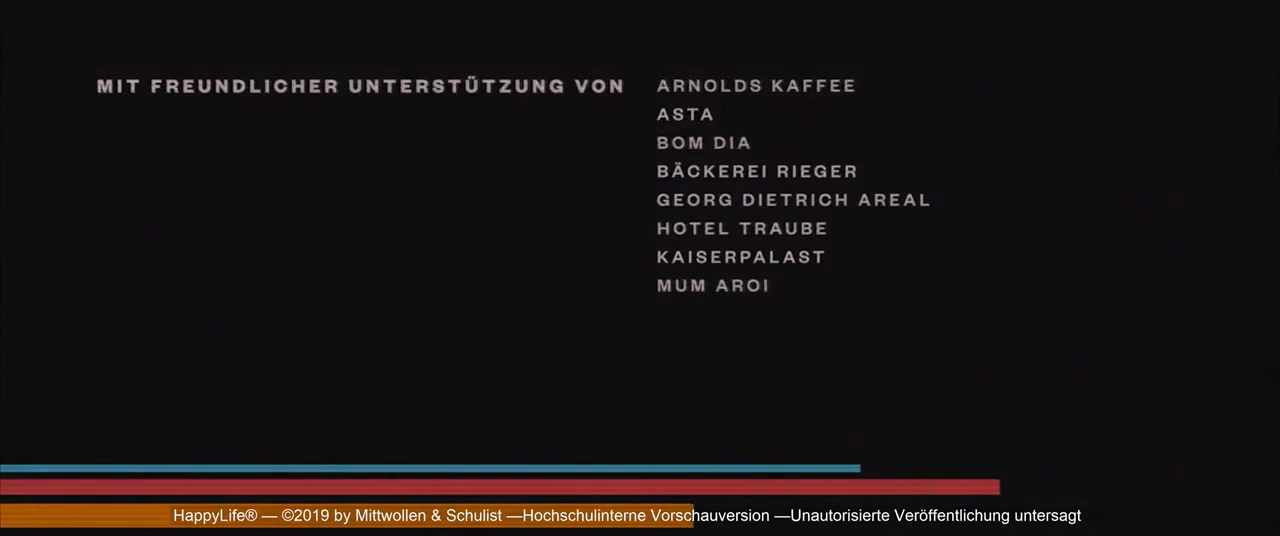 MIT FREUNDLICHER UNTERSTÜTZUNG VON ARNOLDS KAFFEE
ASTA
BOM DIA
BÄCKEREI RIEGER
GEORG DIETRICH AREAL
HOTEL TRAUBE
KAISERPALAST
MUM AROI
HappyLife® — ©2019 by Mittwollen & Schulist —Hochschulinterne Vorschauversion —Unautorisierte Veröffentlichung untersagt